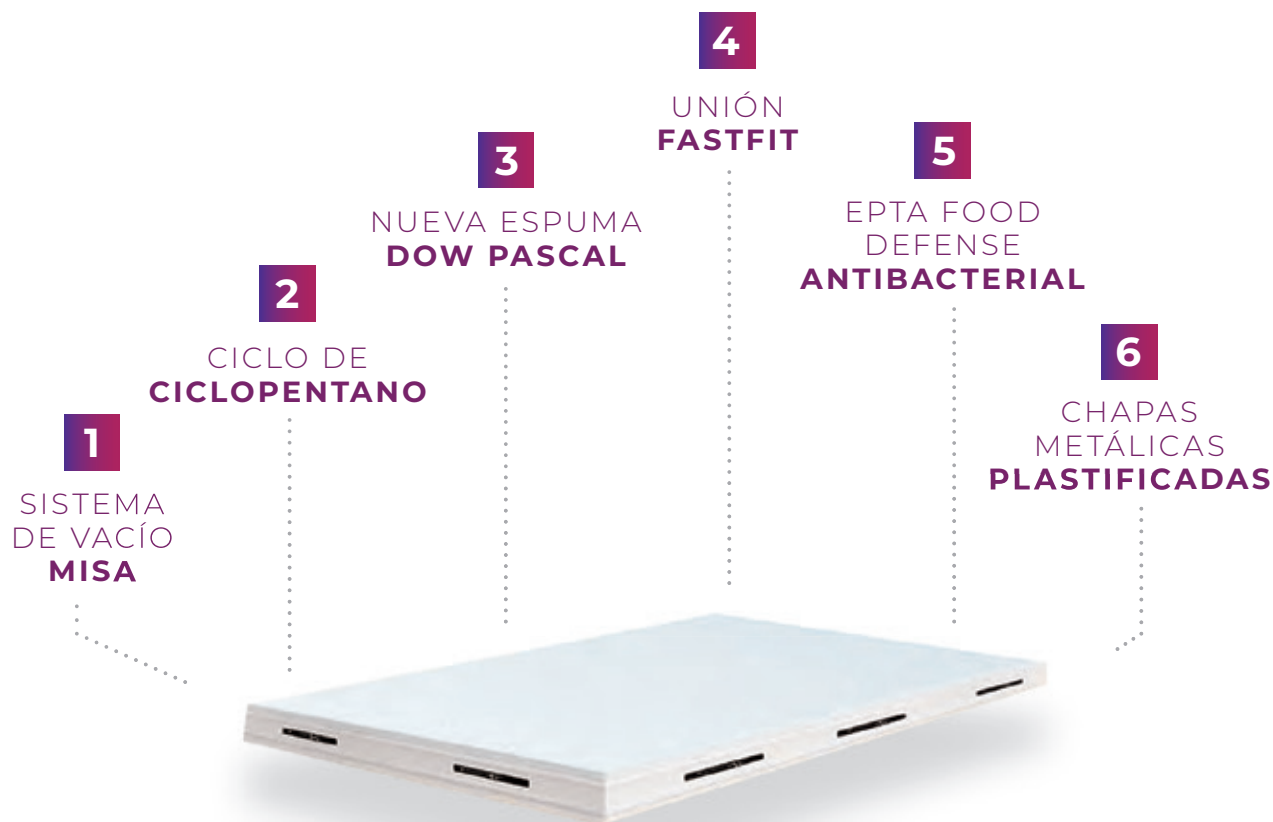 1
SISTEMA
DE VACÍO
MISA
2
CICLO DE
CICLOPENTANO
3
NUEVA ESPUMA
DOW PASCAL
4
UNIÓN
FASTFIT
5
EPTA FOOD
DEFENSE
ANTIBACTERIAL
6
CHAPAS
METÁLICAS
PLASTIFICADAS